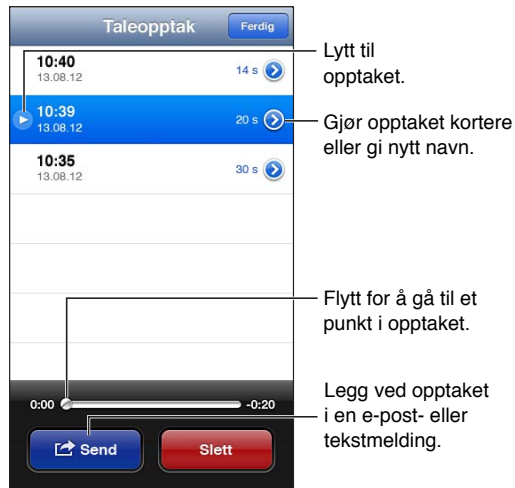 Taleopptak
Ferdig
10:40
13.08.12
14 s
10:39
13.08.12
20 s
10:35
13.08.12
30 s
0:00
-0:20
Send
Slett
Lytt til
opptaket.
Gjør opptaket kortere
eller gi nytt navn.
Flytt for å gå til et
punkt i opptaket.
Legg ved opptaket
i en e-post- eller
tekstmelding.